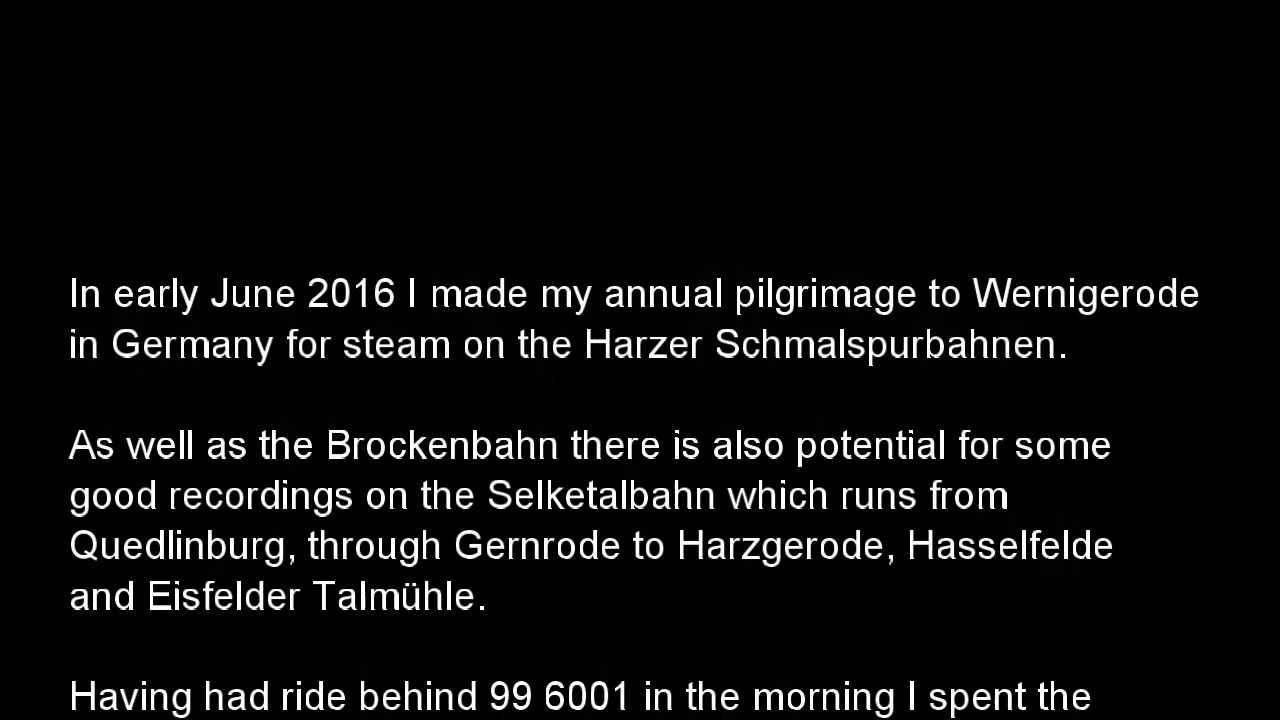 In early June 2016 I made my annual pilgrimage to Wernigerode
in Germany for steam on the Harzer Schmalspurbahnen.
As well as the Brockenbahn there is also potential for some
good recordings on the Selketalbahn which runs from
Quedlinburg, through Gernrode to Harzgerode, Hasselfelde
and Eisfelder Talmühle.
Having had ride behind 99 6001 in the morning I spent the